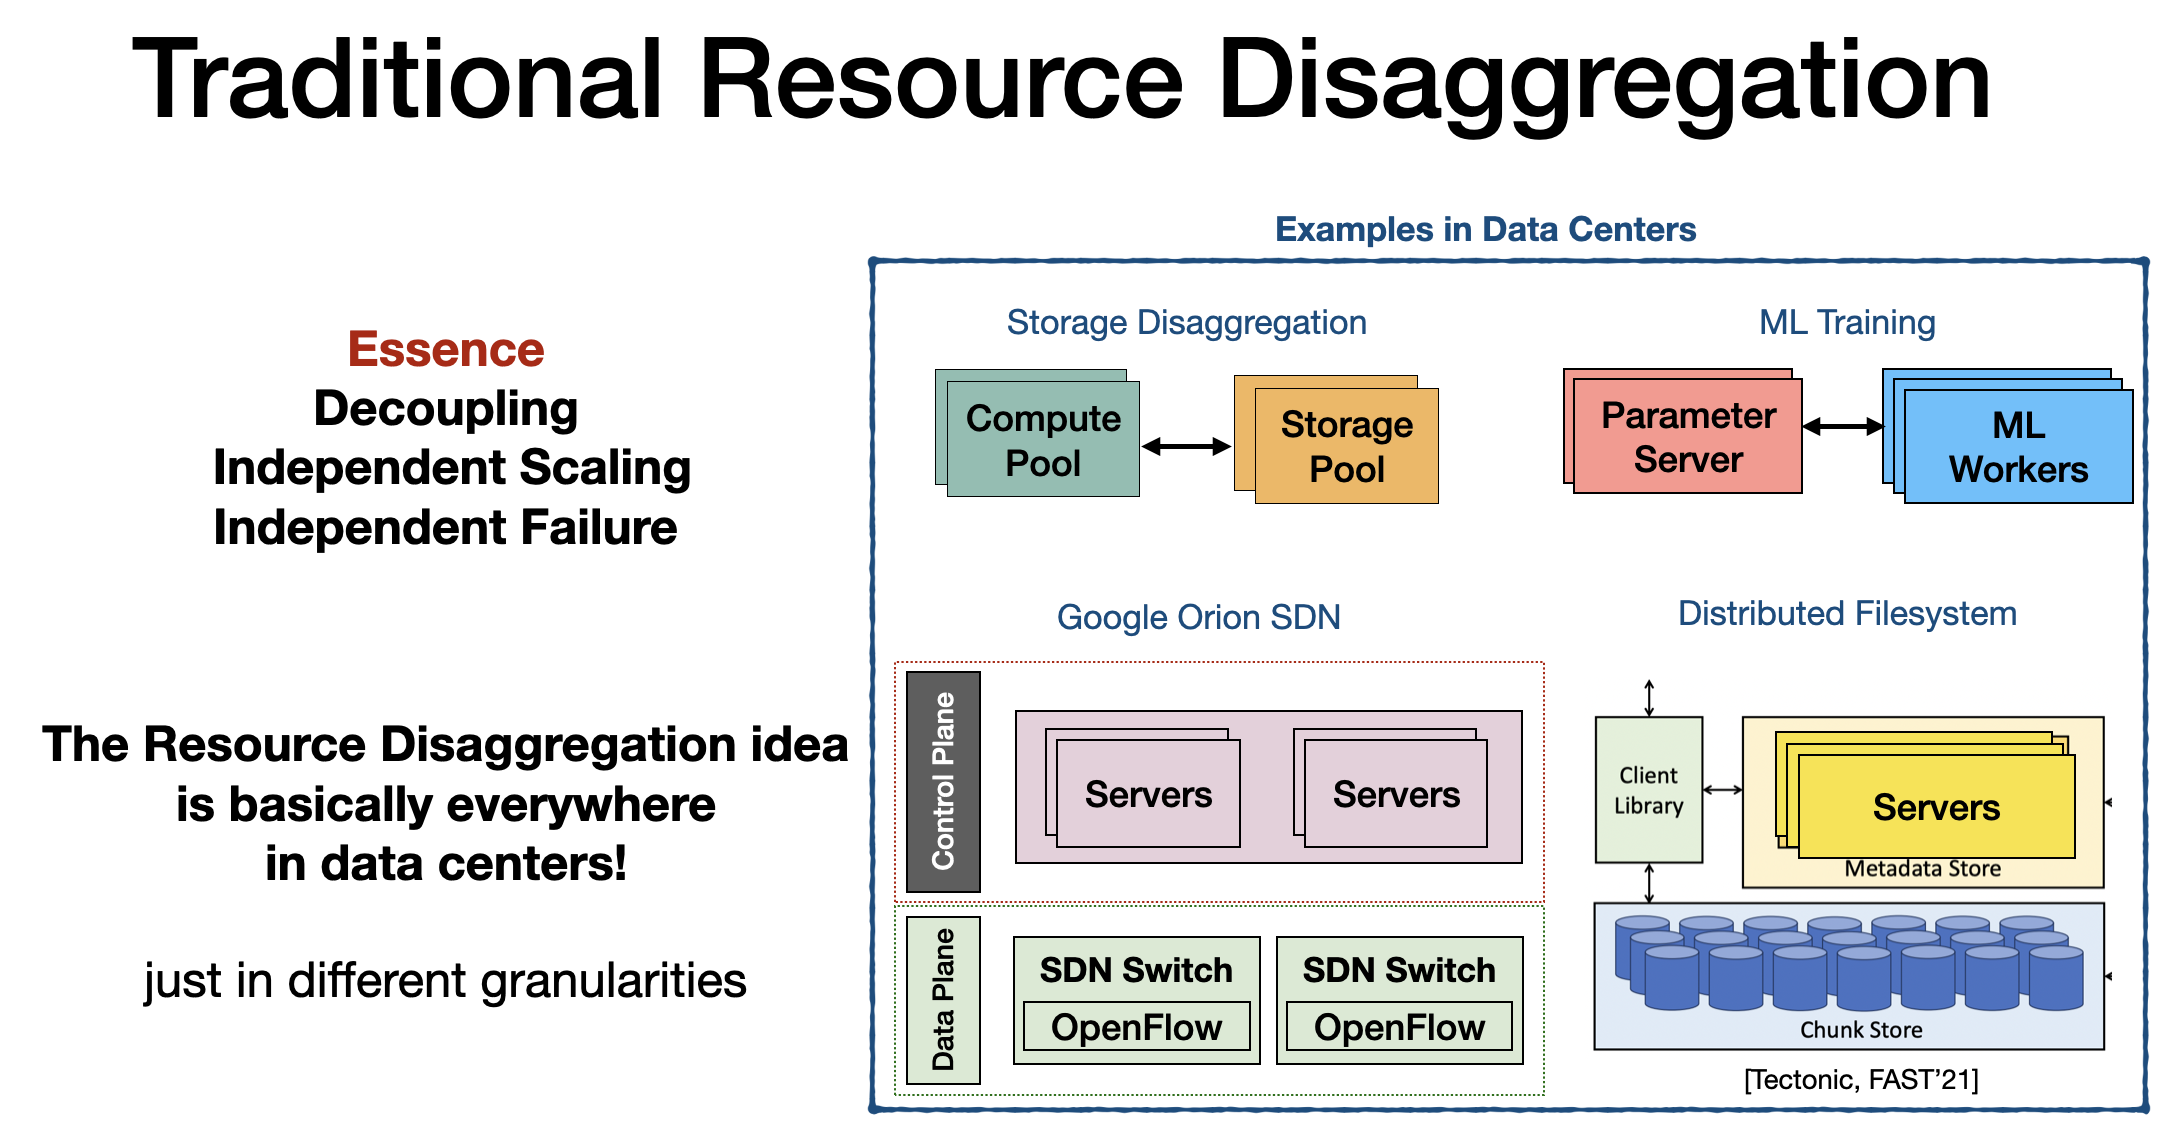 Traditional Resource Disaggregation
Essence
Decoupling
Independent Scaling
Independent Failure
The Resource Disaggregation idea
is basically everywhere
in data centers!
just in different granularities
Examples in Data Centers
Storage Disaggregation
Compute
Pool
Storage
Pool
ML Training
Parameter
Server
ML
Workers
Google Orion SDN
Control Plane
Servers
Servers
Data Plane
SDN Switch
OpenFlow
SDN Switch
OpenFlow
Distributed Filesystem
Client
Library
Servers
Metadata Store
Chunk Store
[Tectonic, FAST’21]